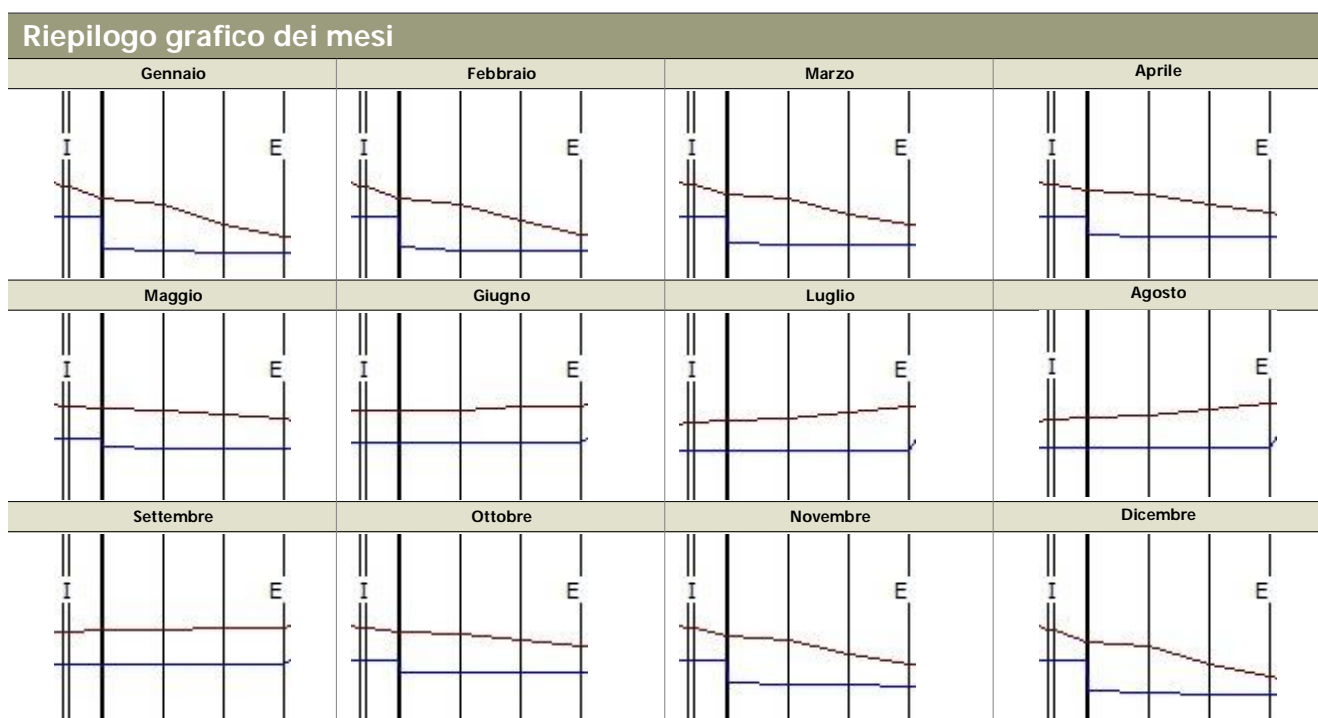 Riepilogo grafico dei mesi
Gennaio Febbraio Marzo Aprile
I E I E I E I E
Maggio Giugno Luglio Agosto
I E I E I E I E
Settembre Ottobre Novembre Dicembre
I E I E I E I E